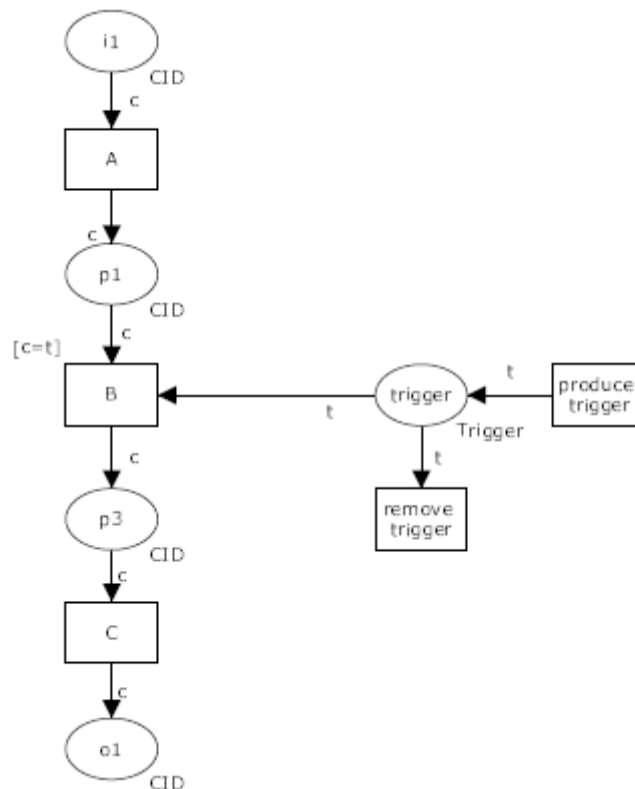 i1
CID
c
A
c
p1
CID
c
[c=t]
B
t
trigger
Trigger
t
produce
trigger
t
remove
trigger
c
p3
CID
c
C
c
o1
CID